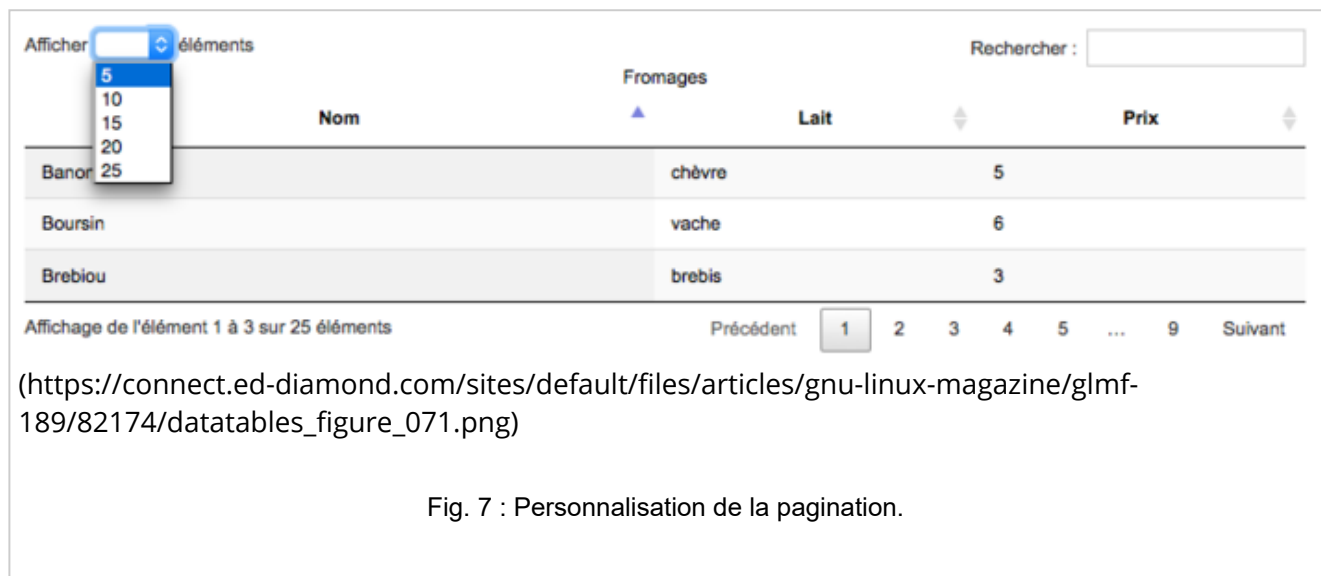 Afficher éléments Rechercher :
5
Fromages
10
15
20
25
Nom Lait Prix
chèvre 5
Boursin vache 6
Brebiou brebis 3
Affichage de l'élément 1 à 3 sur 25 éléments Précédent 1 2 3 4 5 ... 9 Suivant
(https://connect.ed-diamond.com/sites/default/files/articles/gnu-linux-magazine/glmf-
189/82174/datatables_figure_071.png)
Fig. 7 : Personnalisation de la pagination.